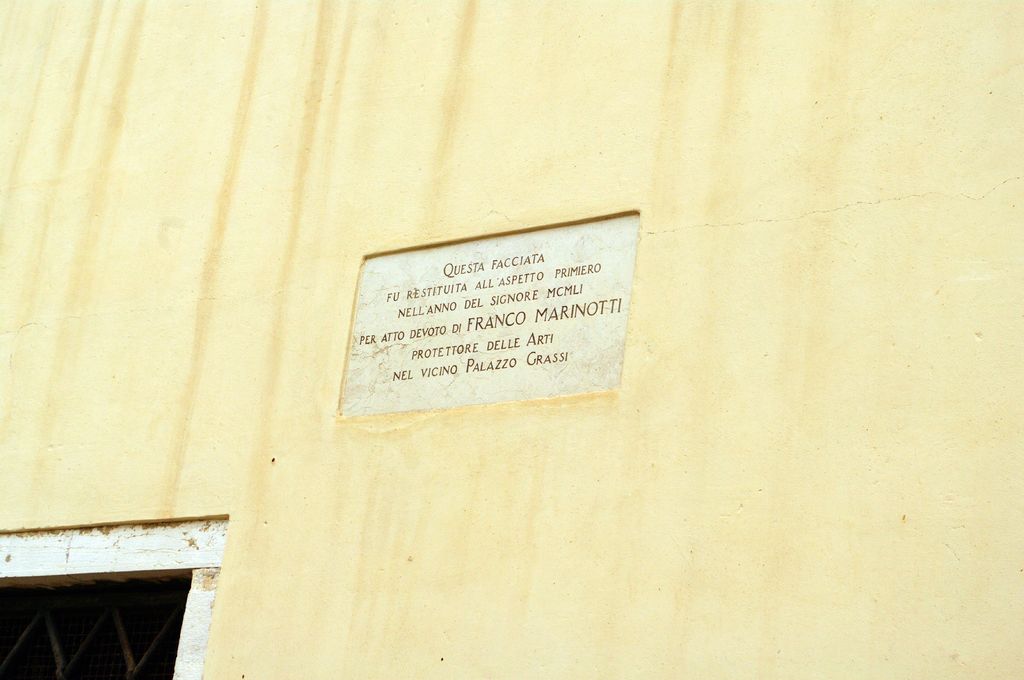 QUESTA FACCIATA
FU RESTITUITA ALL'ASPETTO PRIMIERO
NELL'ANNO DEL SIGNORE MCMLI
PER ATTO DEVOTO DI FRANCO MARINOTTI
PROTETTORE DELLE ARTI
NEL VICINO PALAZZO GRASSI